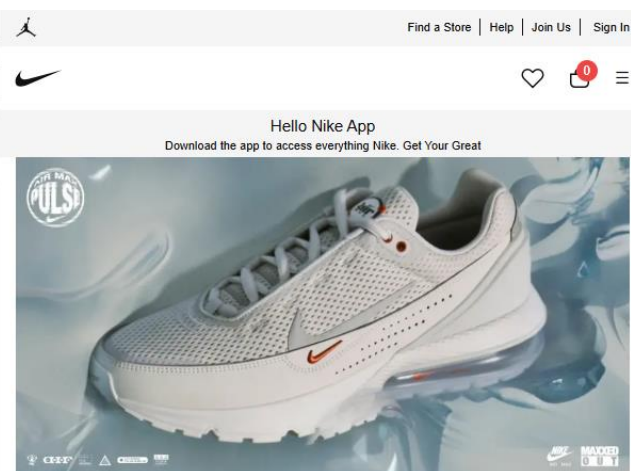 Find a Store | Help | Join Us | Sign In
0
Hello Nike App
Download the app to access everything Nike. Get Your Great
AIR MAX
PULSE
NIKE
MAXXED
OUT